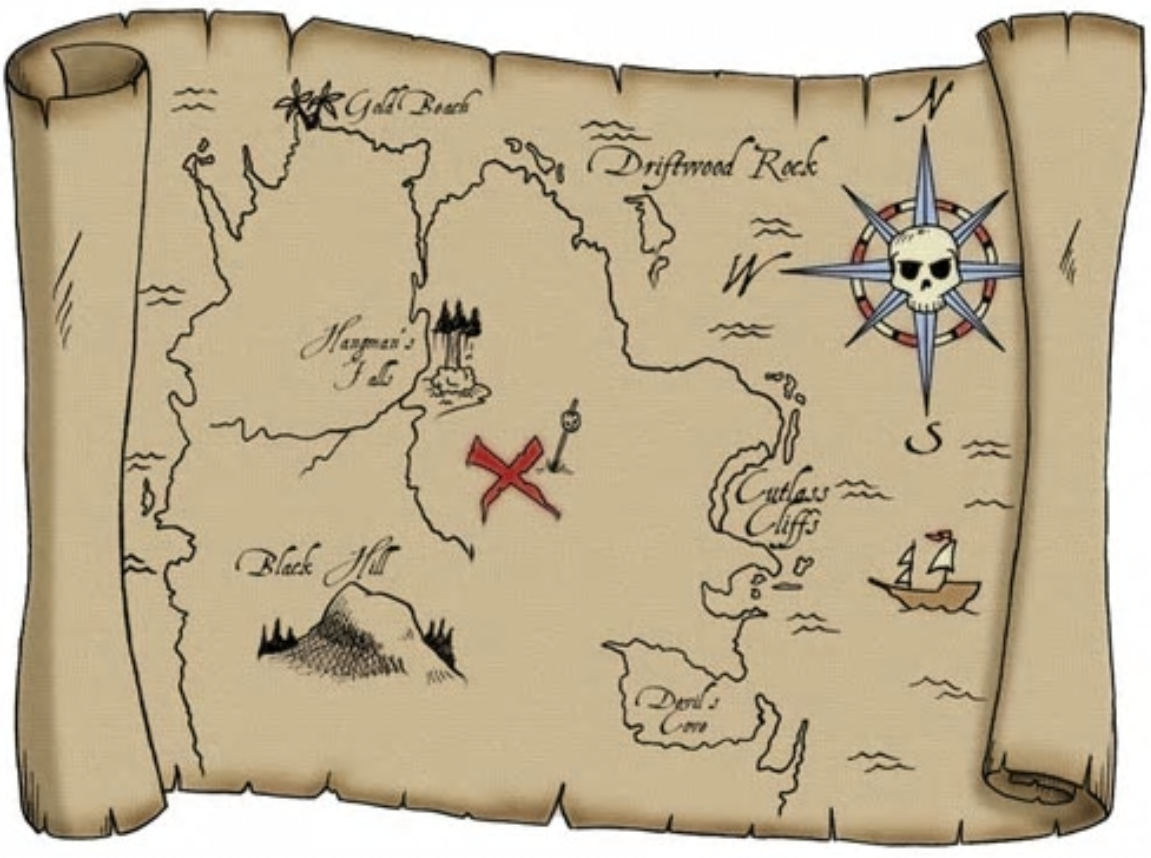 Gold Beach
N
Driftwood Rock
W
Hangman's
Falls
S
Cutlass
Cliffs
Black Hill
Devil's
Cove